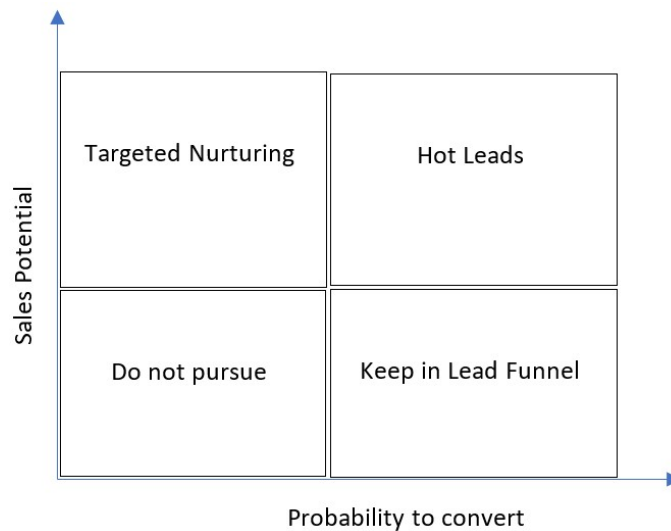 Targeted Nurturing
Hot Leads
Sales Potential
Do not pursue
Keep in Lead Funnel
Probability to convert